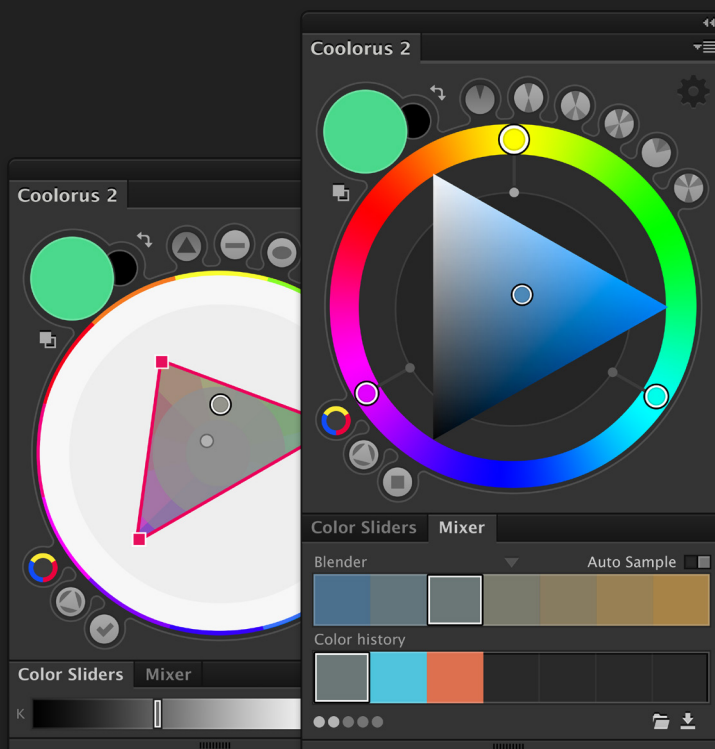 Coolorus 2
Coolorus 2
Color Sliders Mixer
Blender Auto Sample
Color history
Color Sliders Mixer
K